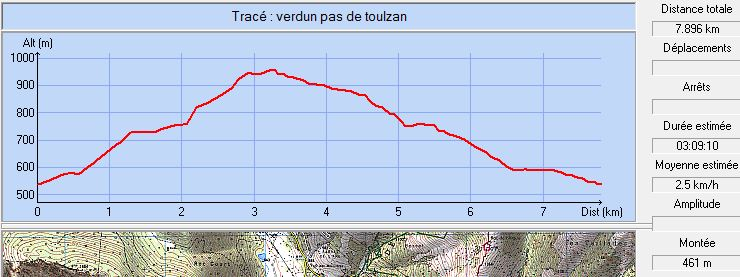 Tracé : verdun pas de toulzan
Alt (m)
1000
900
800
700
600
500
0 1 2 3 4 5 6 7 Dist (km)
Distance totale
7.896 km
Déplacements
Arrêts
Durée estimée
03:09:10
Moyenne estimée
2.5 km/h
Amplitude
Montée
461 m